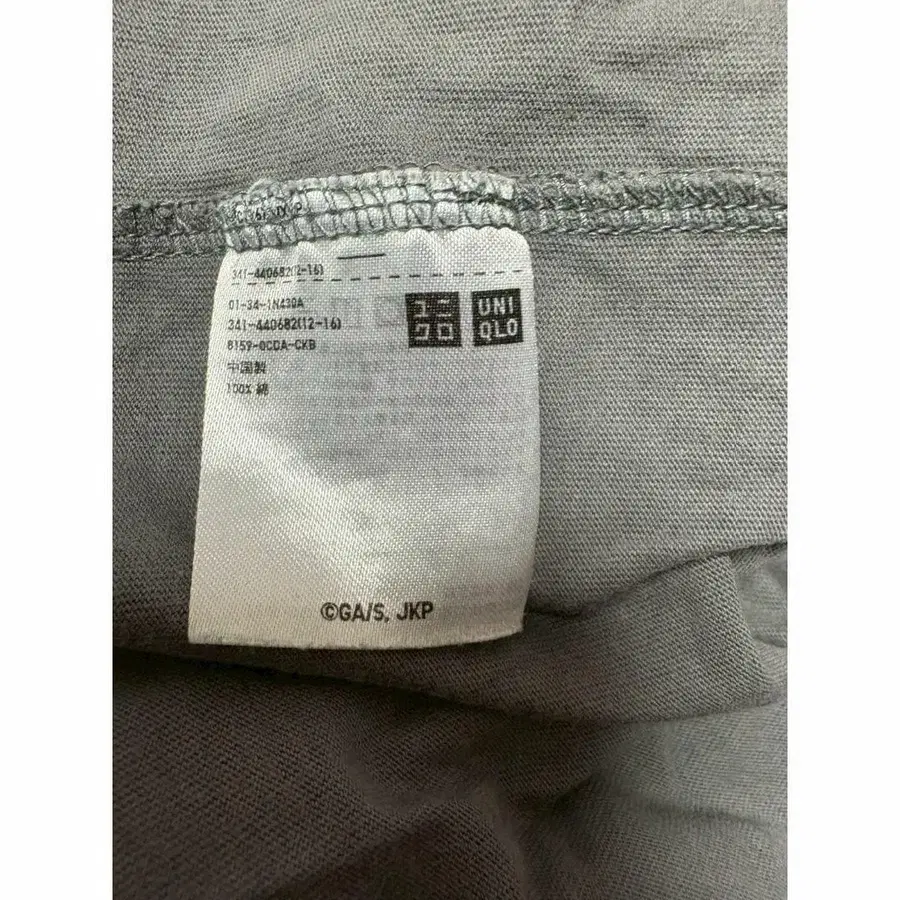 341-440682(12-16)
01-34-1N430A
341-440682(12-16)
8159-0CDA-CKB
中国製
100% 綿
ユニ
クロ
UNI
QLO
©GA/S, JKP